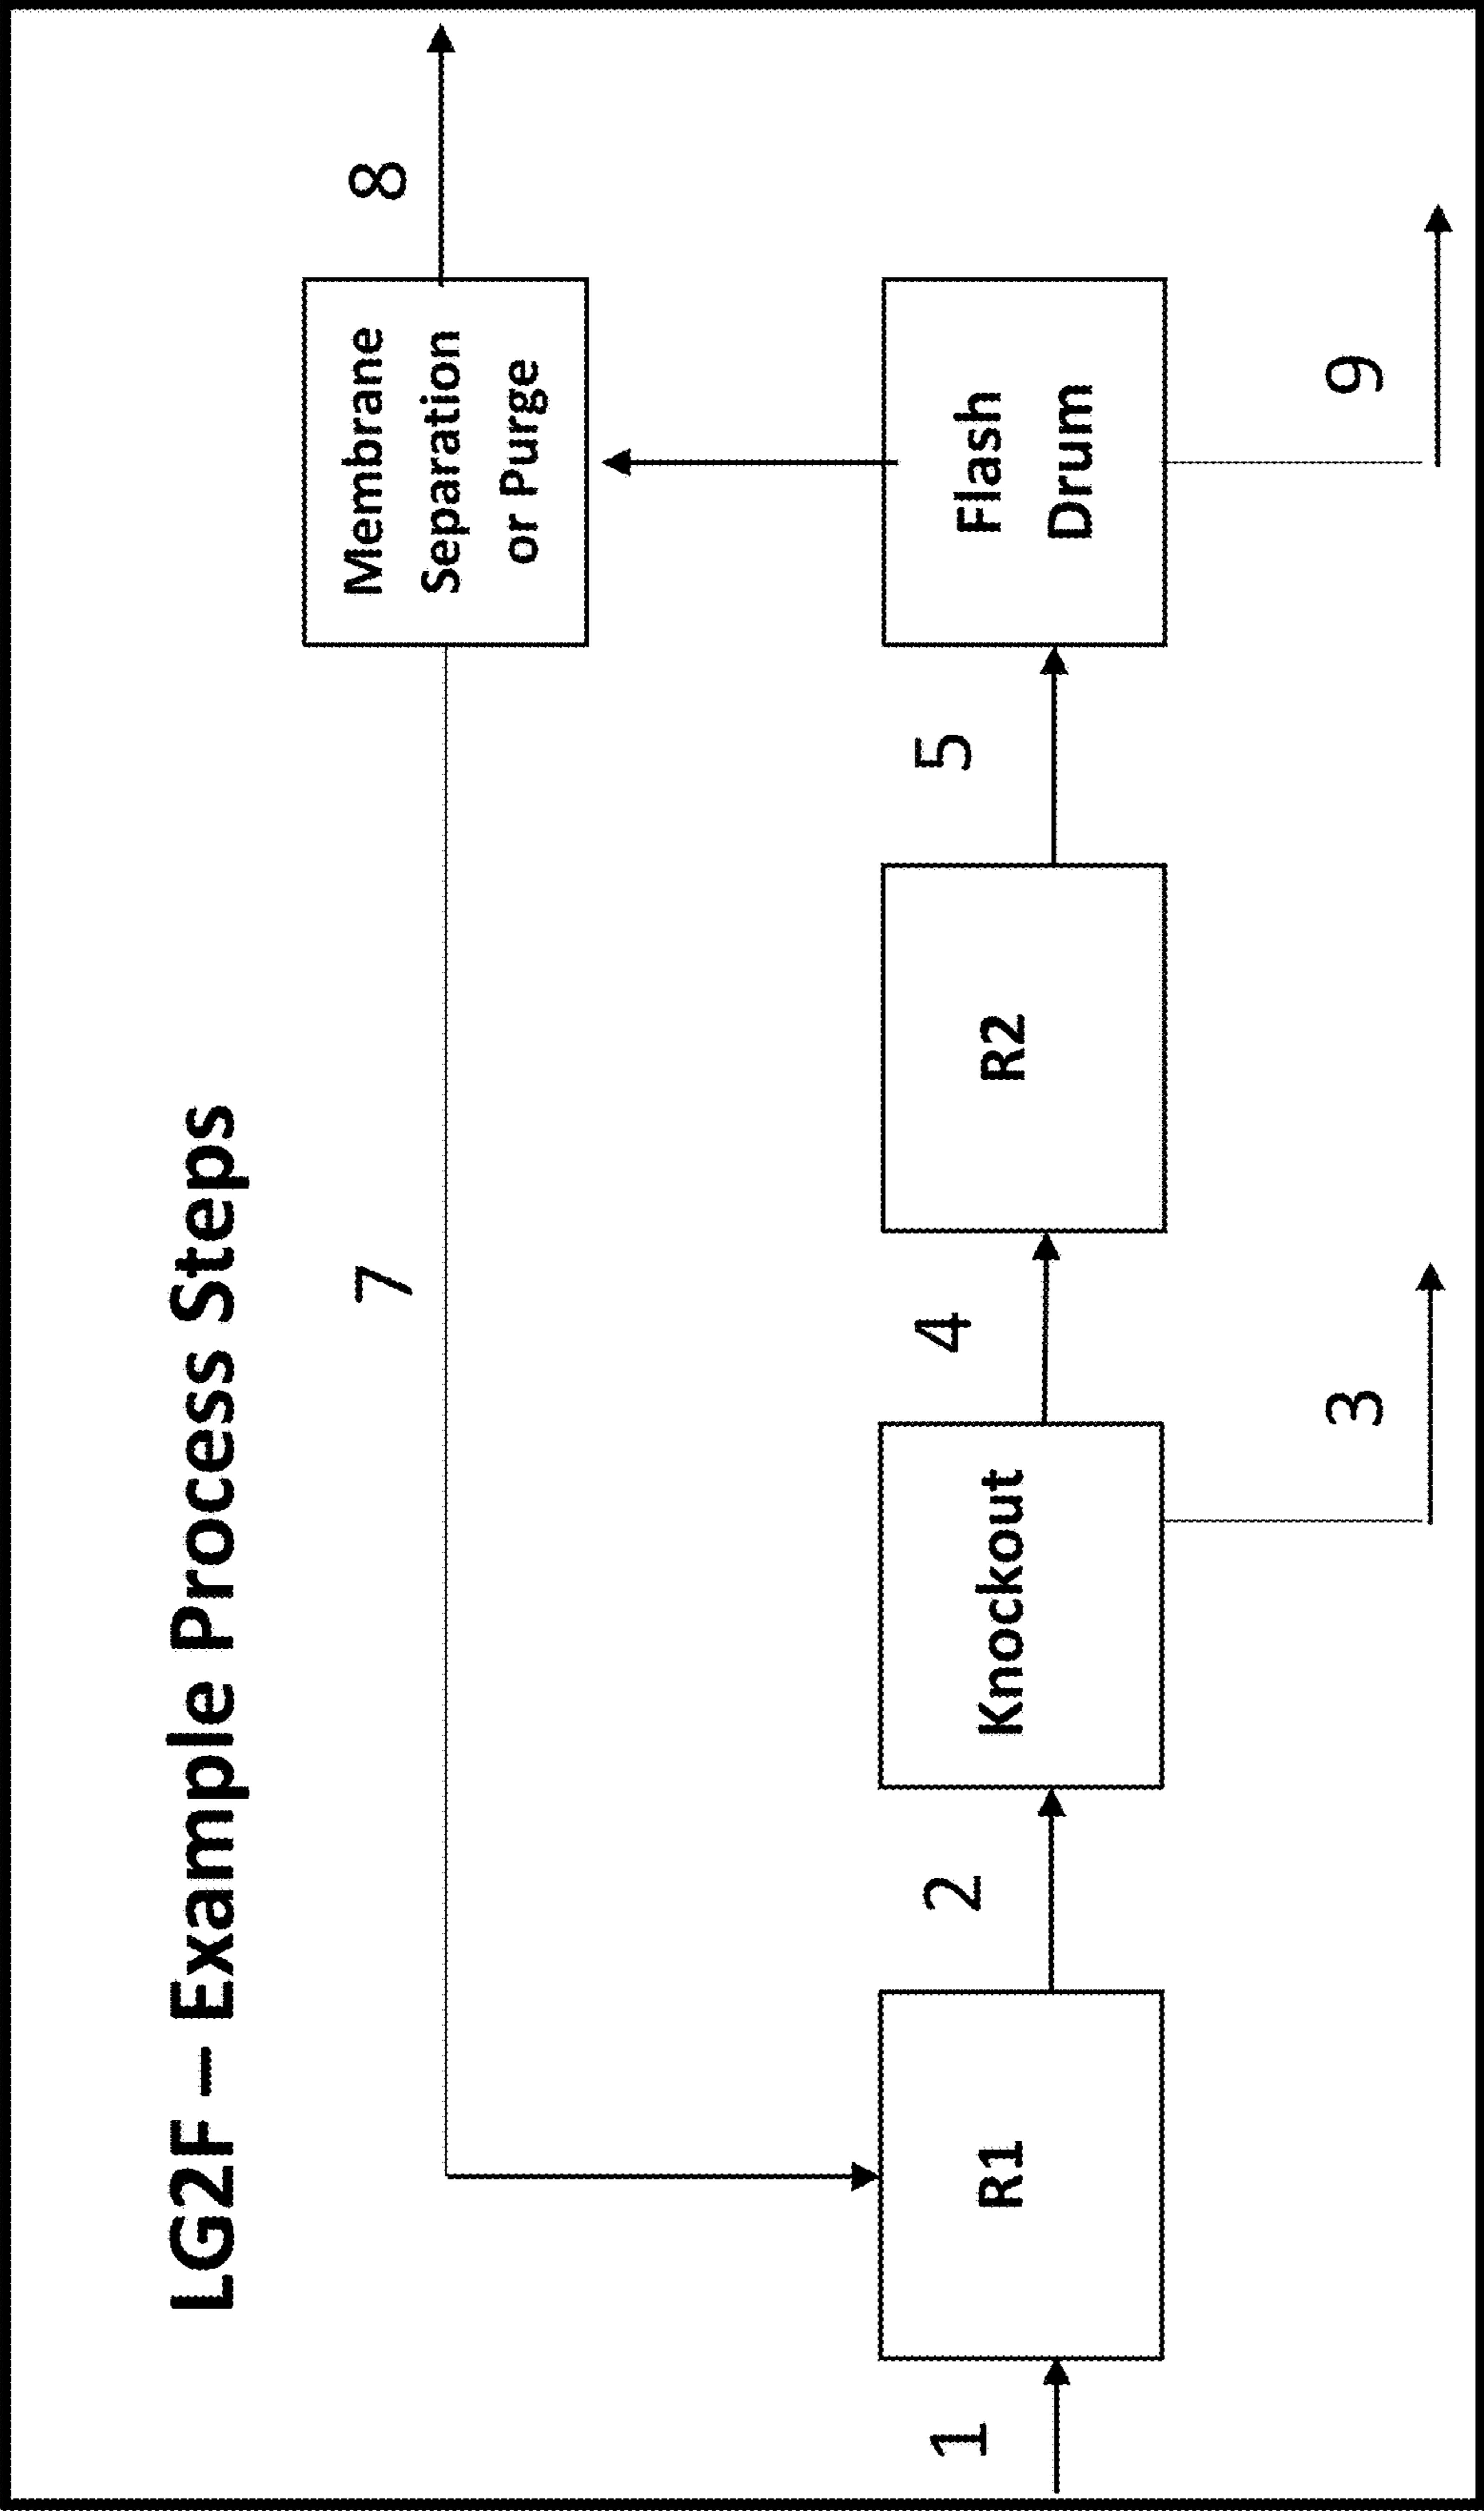 LG2F – Example Process Steps
7
8
Membrane
Separation
or Purge
1
R1
2
Knockout
4
R2
5
Flash
Drum
3
9